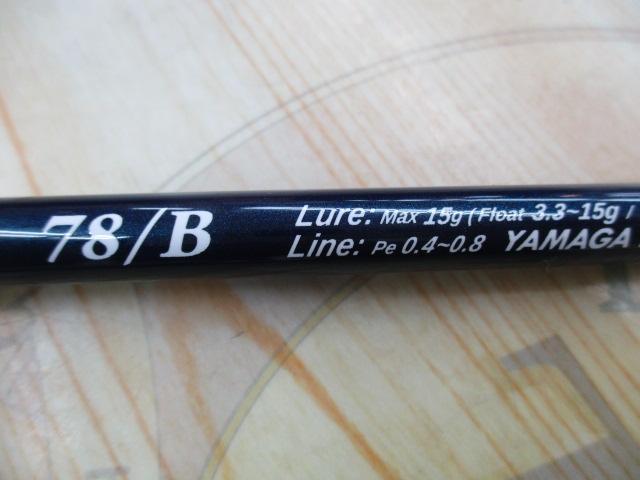 78/B
Lure: Max 15g (Float 3.3~15g /
Line: Pe 0.4~0.8 YAMAGA